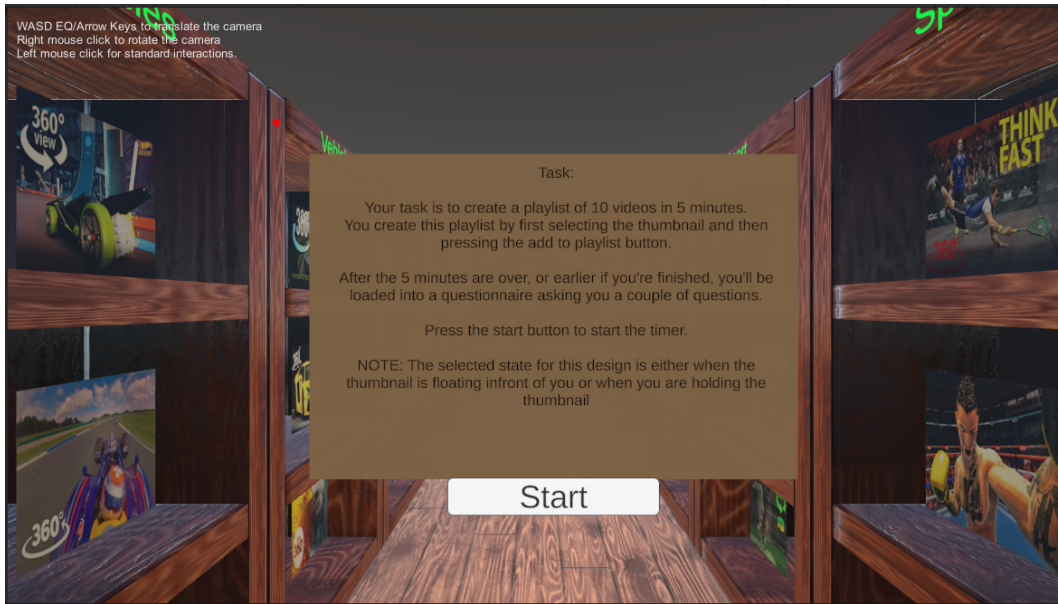 WASD EQ/Arrow Keys to translate the camera
Right mouse click to rotate the camera
Left mouse click for standard interactions.
360°
view
THINK
FAST
360°
Task:
Your task is to create a playlist of 10 videos in 5 minutes.
You create this playlist by first selecting the thumbnail and then
pressing the add to playlist button.
After the 5 minutes are over, or earlier if you're finished, you'll be
loaded into a questionnaire asking you a couple of questions.
Press the start button to start the timer.
NOTE: The selected state for this design is either when the
thumbnail is floating infront of you or when you are holding the
thumbnail
Start
360°